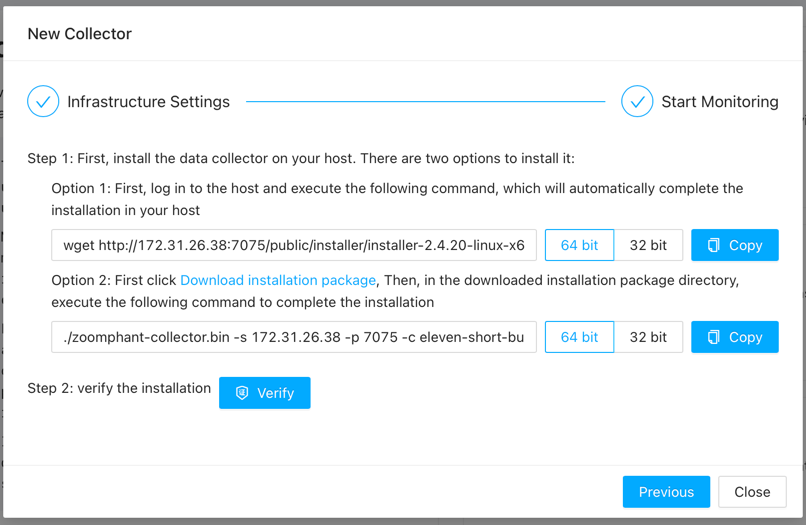 New Collector
Infrastructure Settings
Start Monitoring
Step 1: First, install the data collector on your host. There are two options to install it:
Option 1: First, log in to the host and execute the following command, which will automatically complete the
installation in your host
wget http://172.31.26.38:7075/public/installer/installer-2.4.20-linux-x6
64 bit
32 bit
Copy
Option 2: First click Download installation package, Then, in the downloaded installation package directory,
execute the following command to complete the installation
./zoomphant-collector.bin -s 172.31.26.38 -p 7075 -c eleven-short-bu
64 bit
32 bit
Copy
Step 2: verify the installation
Verify
Previous
Close